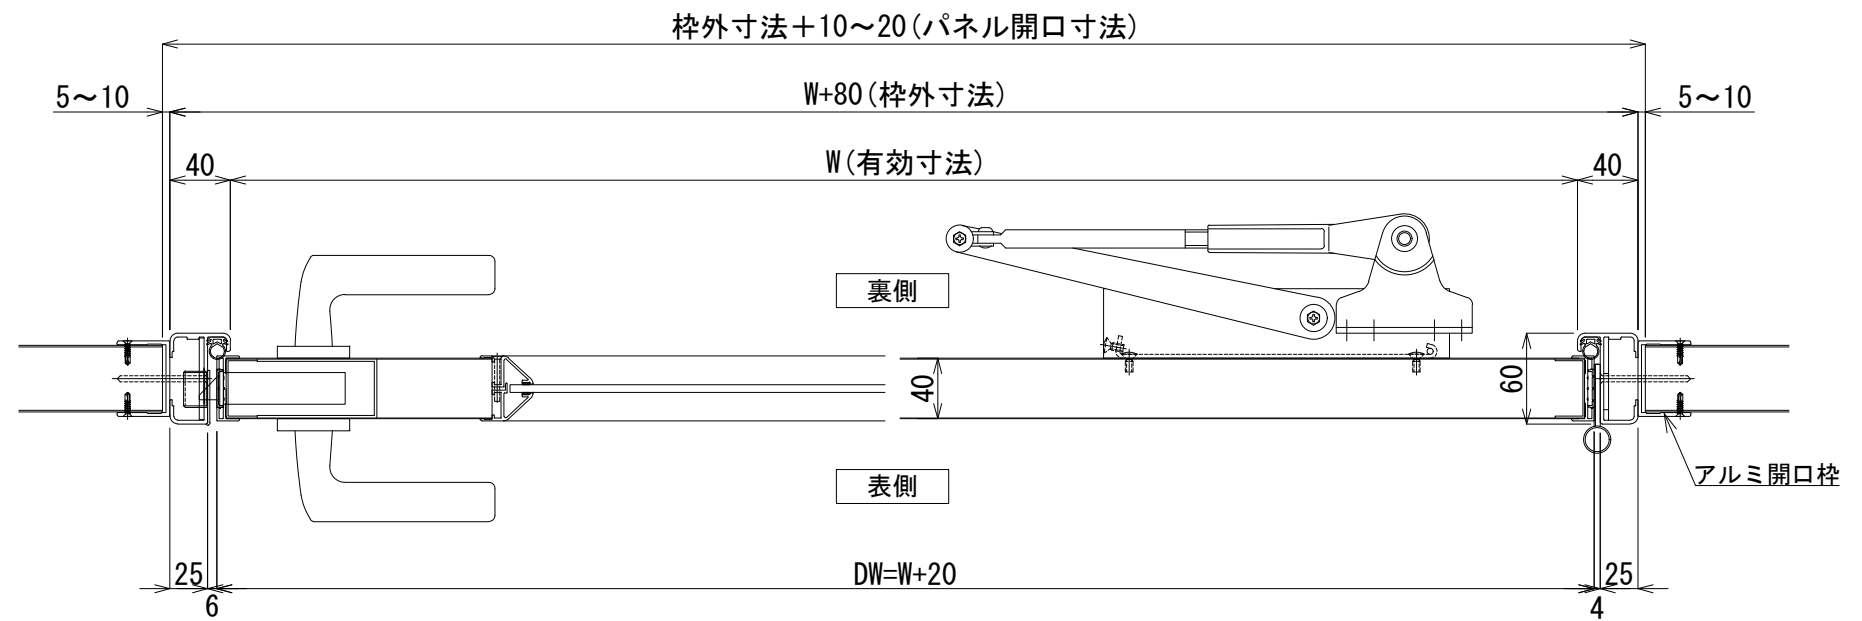 枠外寸法＋10～20(パネル開口寸法)
5～10
W+80(枠外寸法)
5～10
40
W(有効寸法)
40
裏側
40
60
表側
アルミ開口枠
25
6
DW=W+20
4
25